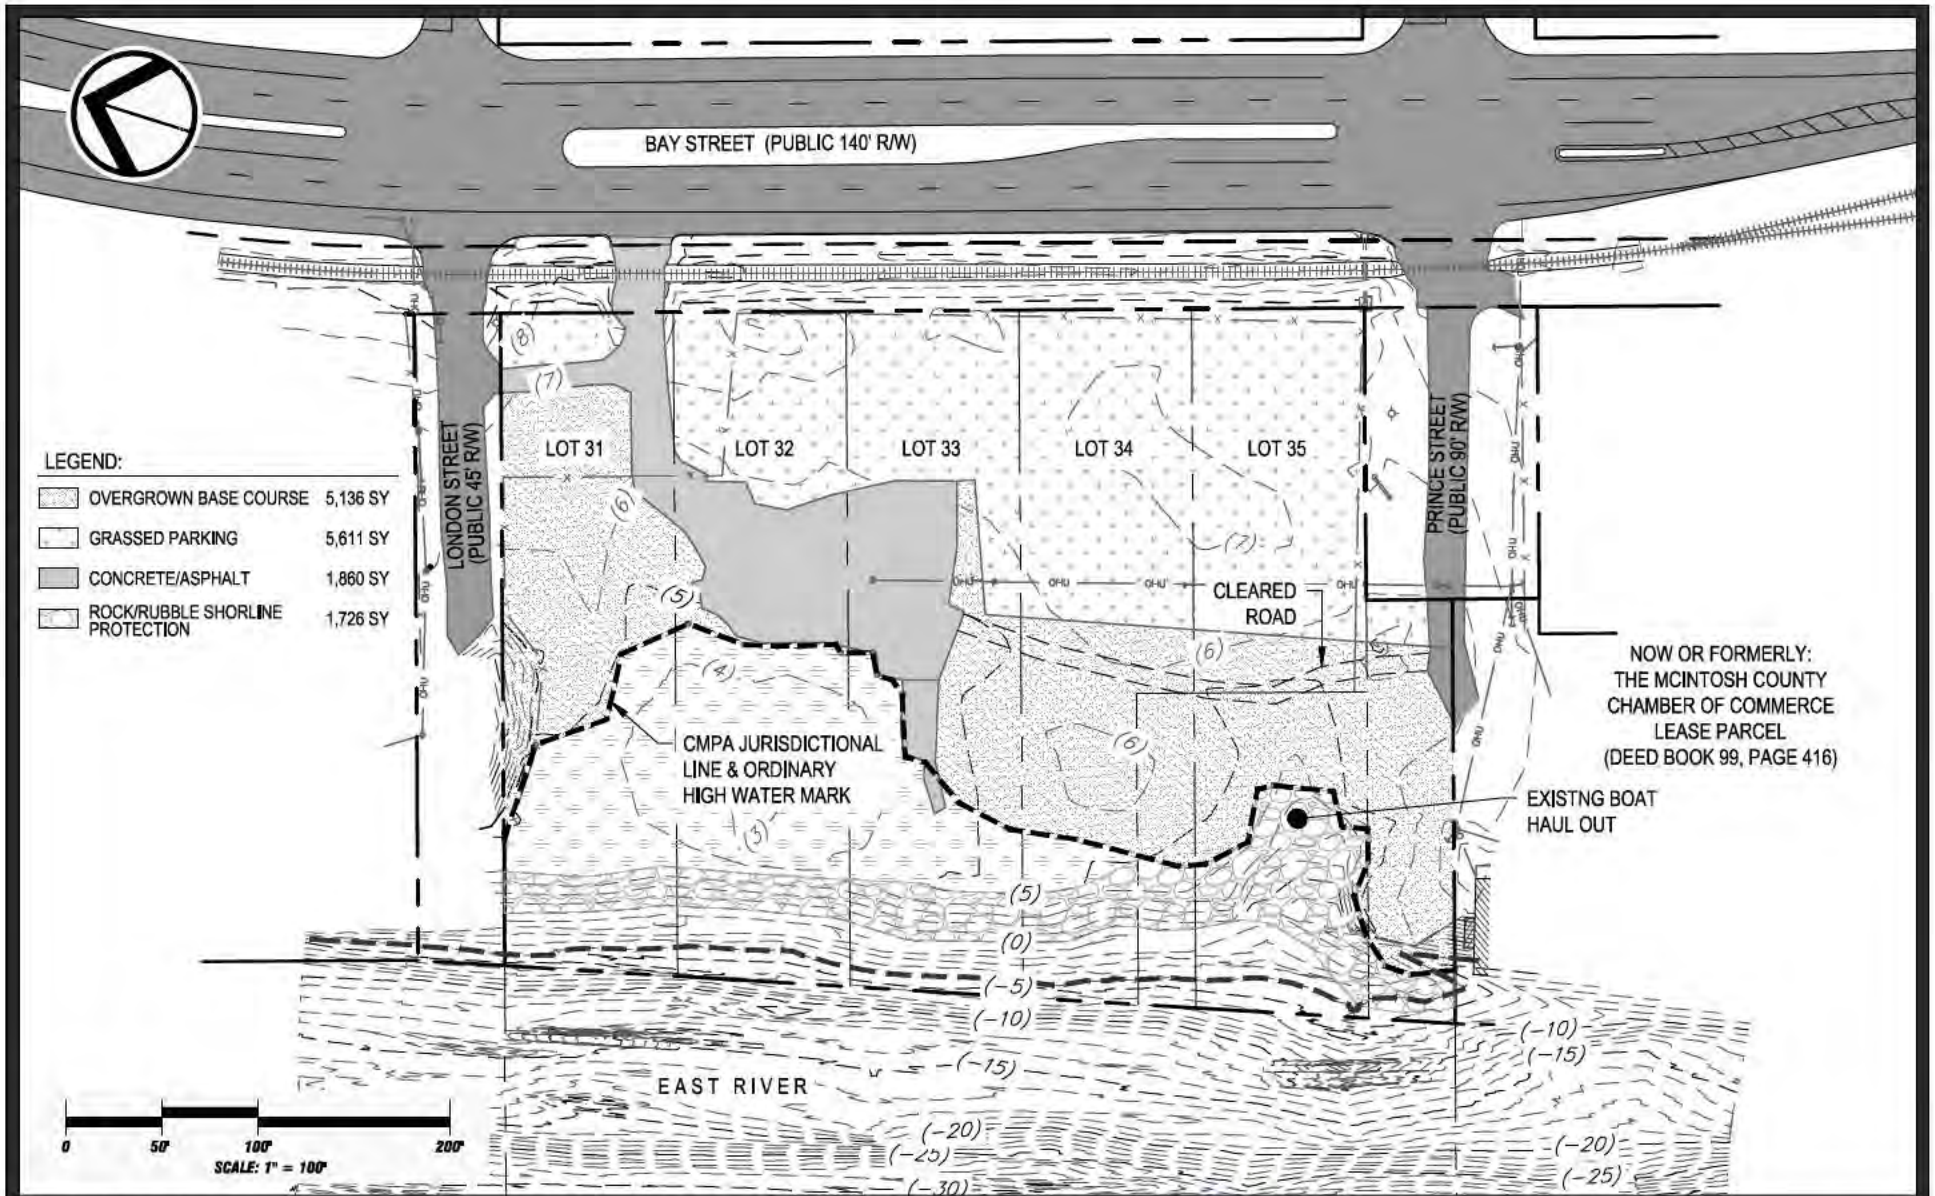 BAY STREET (PUBLIC 140' R/W)
(8)
(7)
LOT 31
LOT 32
LOT 33
LOT 34
LOT 35
LONDON STREET
(PUBLIC 45' R/W)
PRINCE STREET
(PUBLIC 90' R/W)
LEGEND:
OVERGROWN BASE COURSE 5,136 SY
GRASSED PARKING 5,611 SY
CONCRETE/ASPHALT 1,860 SY
ROCK/RUBBLE SHORLINE
PROTECTION 1,726 SY
(6)
(7)
OHU OHU OHU OHU
(5)
CLEARED
ROAD
(6)
(4)
NOW OR FORMERLY:
THE MCINTOSH COUNTY
CHAMBER OF COMMERCE
LEASE PARCEL
(DEED BOOK 99, PAGE 416)
CMPA JURISDICTIONAL
LINE & ORDINARY
HIGH WATER MARK
(6)
EXISTNG BOAT
HAUL OUT
(3)
(5)
(0)
(-5)
(-10)
(-10)
(-15)
(-15)
EAST RIVER
(-20)
(-20)
(-25)
(-25)
(-30)
0 50' 100' 200'
SCALE: 1" = 100'